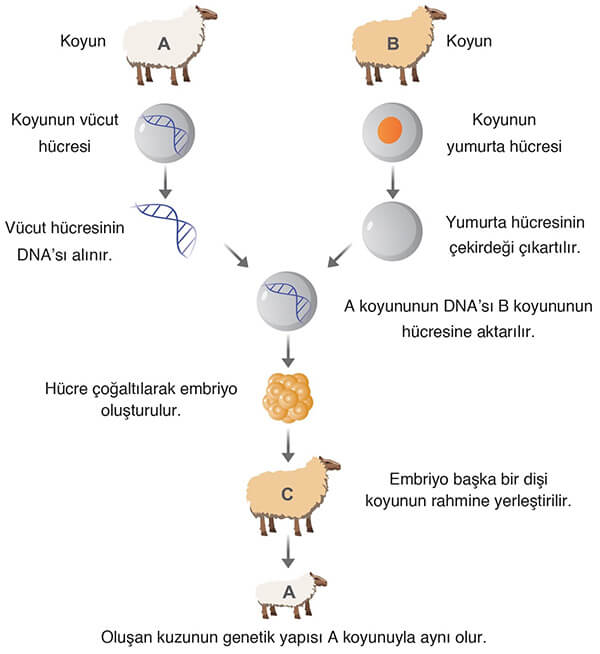 Koyun
A
B
Koyun
Koyunun vücut
hücresi
Koyunun
yumurta hücresi
Vücut hücresinin
DNA’sı alınır.
Yumurta hücresinin
çekirdeği çıkartılır.
A koyununun DNA’sı B koyununun
hücresine aktarılır.
Hücre çoğaltılarak embriyo
oluşturulur.
C
Embriyo başka bir dişi
koyunun rahmine yerleştirilir.
A
Oluşan kuzunun genetik yapısı A koyunuyla aynı olur.